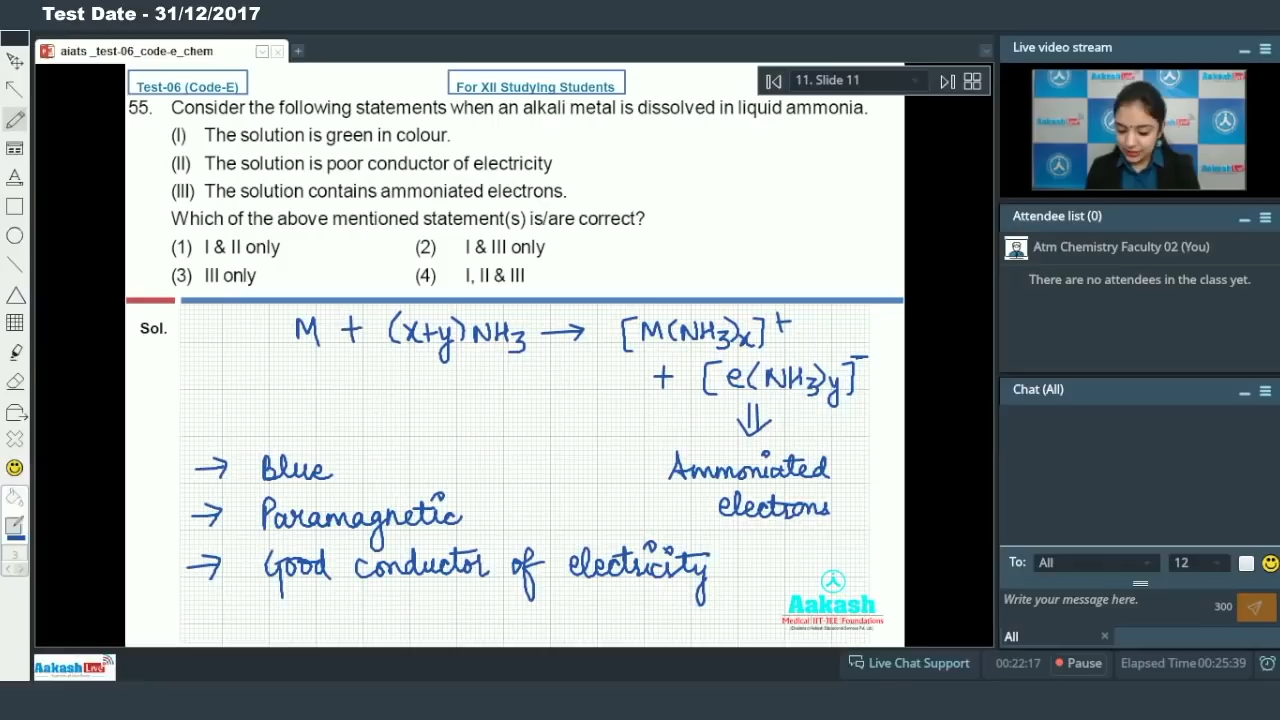 Test Date - 31/12/2017
aiats _test-06_code-e_chem
Test-06 (Code-E)
For XII Studying Students
11. Slide 11
55. Consider the following statements when an alkali metal is dissolved in liquid ammonia.
(I) The solution is green in colour.
(II) The solution is poor conductor of electricity
(III) The solution contains ammoniated electrons.
Which of the above mentioned statement(s) is/are correct?
(1) I & II only (2) I & III only
(3) III only (4) I, II & III
Sol.
M + (x+y)NH₃ → [M(NH₃)x]⁺
+ [e(NH₃)y]⁻
⇓
Ammoniated
electrons
→ Blue
→ Paramagnetic
→ Good conductor of electricity
Aakash
Medical|IIT-JEE|Foundations
Aakash Live
3
Live video stream
Attendee list (0)
Atm Chemistry Faculty 02 (You)
There are no attendees in the class yet.
Chat (All)
To: All 12
Write your message here.
300
All
Live Chat Support 00:22:17 Pause Elapsed Time 00:25:39